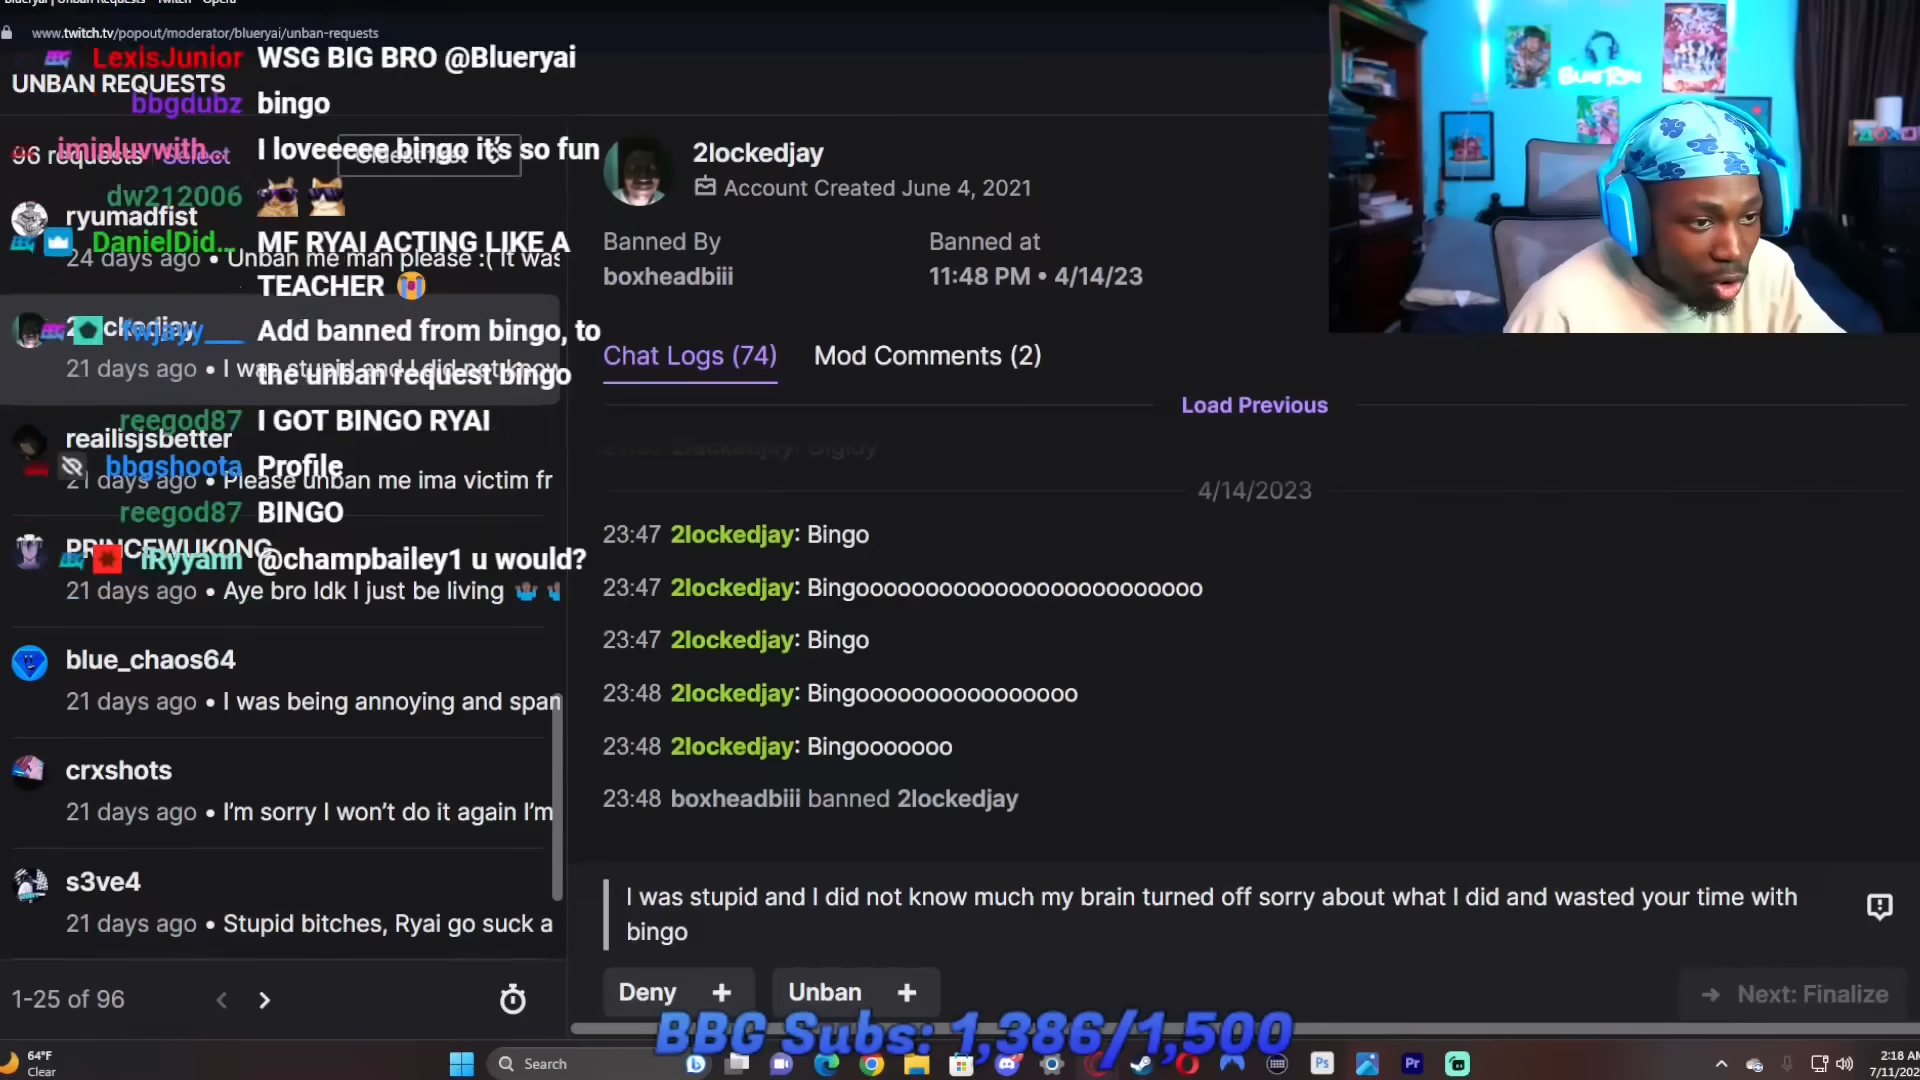 www.twitch.tv/popout/moderator/blueryai/unban-requests
LexisJunior WSG BIG BRO @Blueryai
UNBAN REQUESTS
bbgdubz bingo
iminluvwith... I loveeeee bingo it's so fun
96 requests Select
dw212006
ryumadfist
DanielDid... MF RYAI ACTING LIKE A
24 days ago • Unban me man please :( It was
TEACHER 😭
2lockedjay
fwjayy___ Add banned from bingo, to
21 days ago • I was stupid and I did not know
the unban request bingo
reegod87 I GOT BINGO RYAI
reailisjsbetter
bbgshoota Profile
21 days ago • Please unban me ima victim fr
reegod87 BINGO
PRINCEWUKONG
iRyyann @champbailey1 u would?
21 days ago • Aye bro Idk I just be living
blue_chaos64
21 days ago • I was being annoying and spam
crxshots
21 days ago • I'm sorry I won't do it again I'm
s3ve4
21 days ago • Stupid bitches, Ryai go suck a
1-25 of 96
2lockedjay
Account Created June 4, 2021
Banned By
boxheadbiii
Banned at
11:48 PM • 4/14/23
Chat Logs (74) Mod Comments (2)
Load Previous
4/14/2023
23:47 2lockedjay: Bingo
23:47 2lockedjay: Bingooooooooooooooooooooooooo
23:47 2lockedjay: Bingo
23:48 2lockedjay: Bingoooooooooooooooo
23:48 2lockedjay: Bingooooooo
23:48 boxheadbiii banned 2lockedjay
I was stupid and I did not know much my brain turned off sorry about what I did and wasted your time with
bingo
Deny + Unban +
Next: Finalize
BBG Subs: 1,386/1,500
64°F
Clear
Search
Ps
Pr
2:18 AM